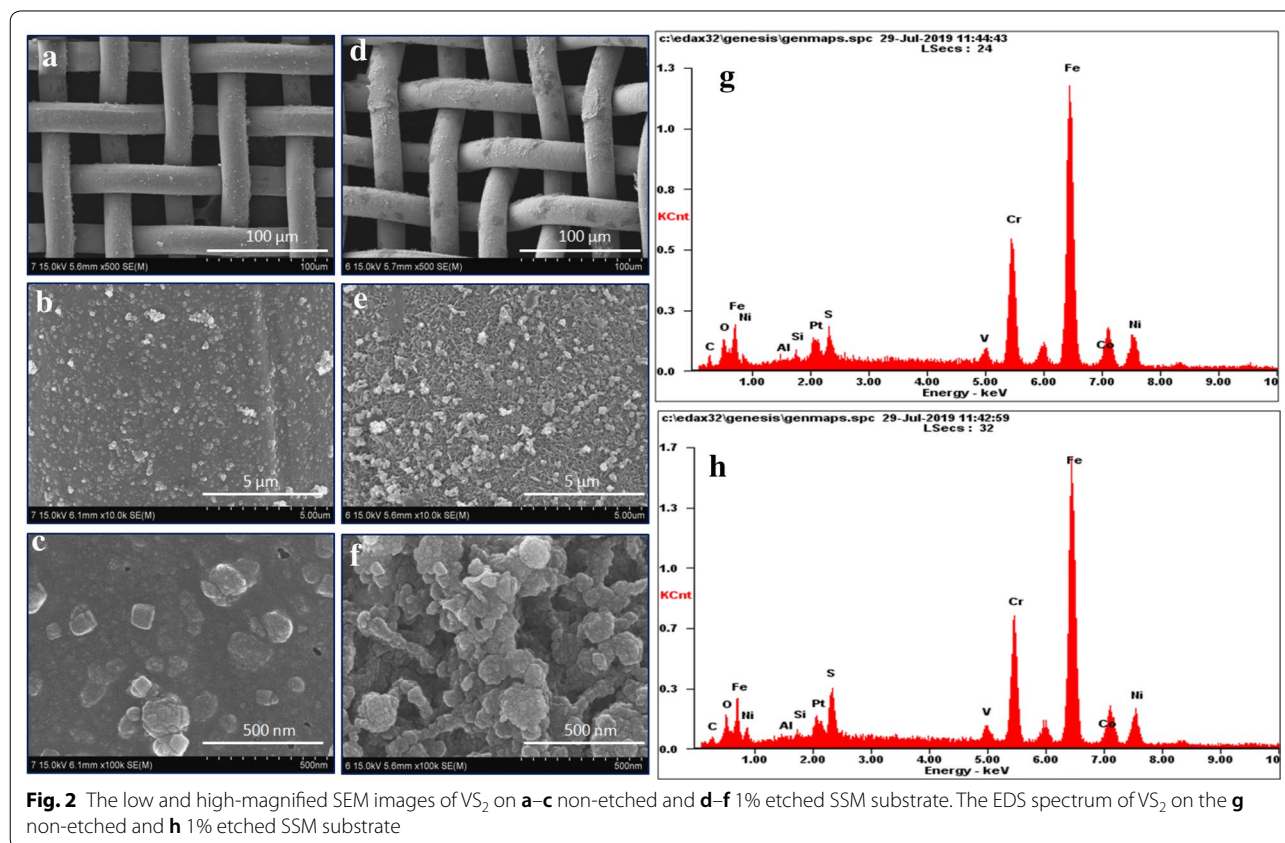 a
100 µm
7 15.0kV 5.6mm x500 SE(M)
100um
b
5 µm
7 15.0kV 6.1mm x10.0k SE(M)
5.00um
c
500 nm
7 15.0kV 6.1mm x100k SE(M)
500nm
d
100 µm
6 15.0kV 5.7mm x500 SE(M)
100um
e
5 µm
6 15.0kV 5.6mm x10.0k SE(M)
5.00um
f
500 nm
6 15.0kV 5.6mm x100k SE(M)
500nm
c:\edax32\genesis\genmaps.spc 29-Jul-2019 11:44:43
LSecs : 24
g
1.3
1.0
0.8
KCnt
0.5
0.3
0.0
C
O
Fe
Ni
Al
Si
Pt
S
V
Cr
Fe
Co
Ni
1.00 2.00 3.00 4.00 5.00 6.00 7.00 8.00 9.00 10
Energy - keV
c:\edax32\genesis\genmaps.spc 29-Jul-2019 11:42:59
LSecs : 32
h
1.7
1.3
1.0
KCnt
0.7
0.3
0.0
C
O
Fe
Ni
Al
Si
Pt
S
V
Cr
Fe
Co
Ni
1.00 2.00 3.00 4.00 5.00 6.00 7.00 8.00 9.00 10
Energy - keV
Fig. 2 The low and high-magnified SEM images of VS₂ on a–c non-etched and d–f 1% etched SSM substrate. The EDS spectrum of VS₂ on the g
non-etched and h 1% etched SSM substrate